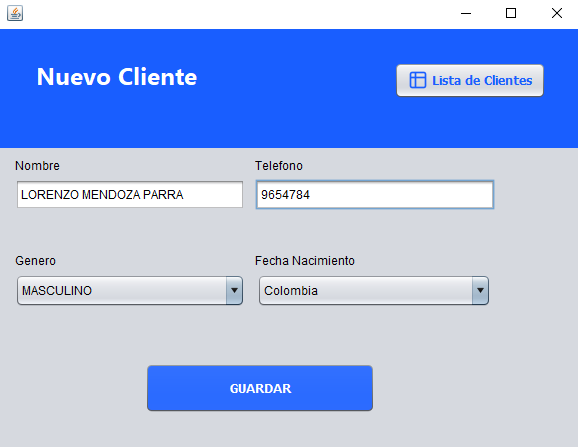 Nuevo Cliente
Lista de Clientes
Nombre
Telefono
LORENZO MENDOZA PARRA
9654784
Genero
Fecha Nacimiento
MASCULINO
Colombia
GUARDAR